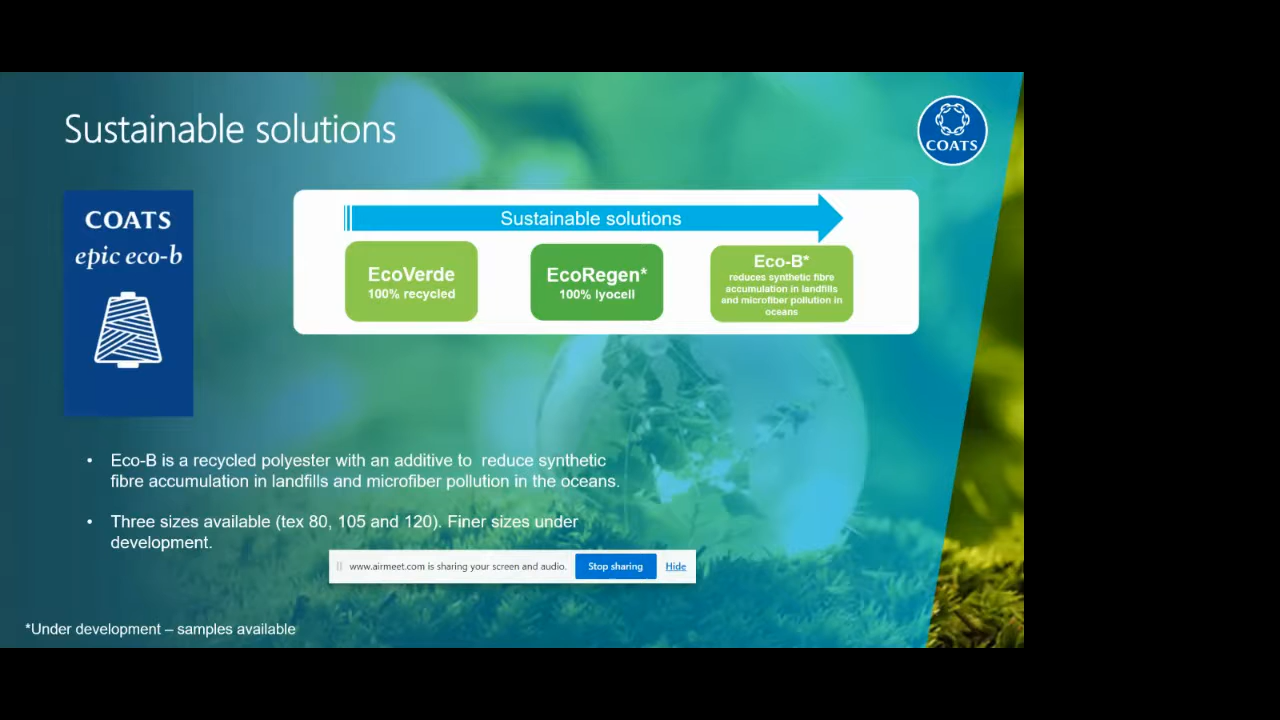 Sustainable solutions
COATS
COATS
epic eco-b
Sustainable solutions
EcoVerde
100% recycled
EcoRegen*
100% lyocell
Eco-B*
reduces synthetic fibre
accumulation in landfills
and microfiber pollution in
oceans
• Eco-B is a recycled polyester with an additive to  reduce synthetic
fibre accumulation in landfills and microfiber pollution in the oceans.
• Three sizes available (tex 80, 105 and 120). Finer sizes under
development.
www.airmeet.com is sharing your screen and audio. Stop sharing Hide
*Under development – samples available